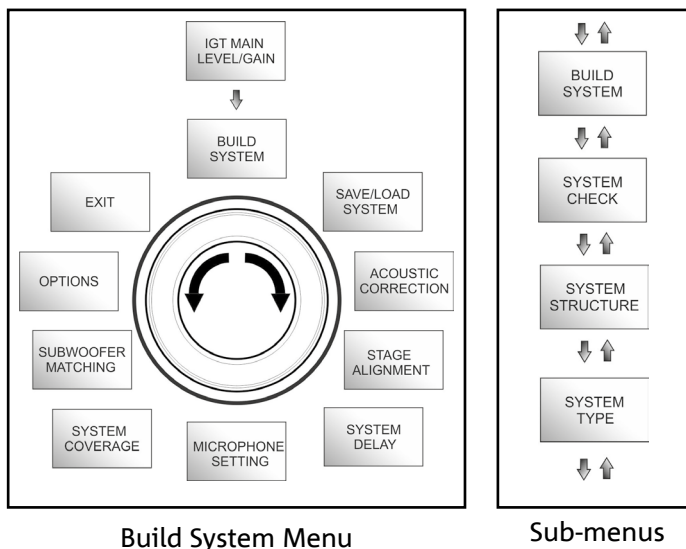 IGT MAIN
LEVEL/GAIN
BUILD
SYSTEM
SAVE/LOAD
SYSTEM
ACOUSTIC
CORRECTION
STAGE
ALIGNMENT
SYSTEM
DELAY
MICROPHONE
SETTING
SYSTEM
COVERAGE
SUBWOOFER
MATCHING
OPTIONS
EXIT
Build System Menu
BUILD
SYSTEM
SYSTEM
CHECK
SYSTEM
STRUCTURE
SYSTEM
TYPE
Sub-menus